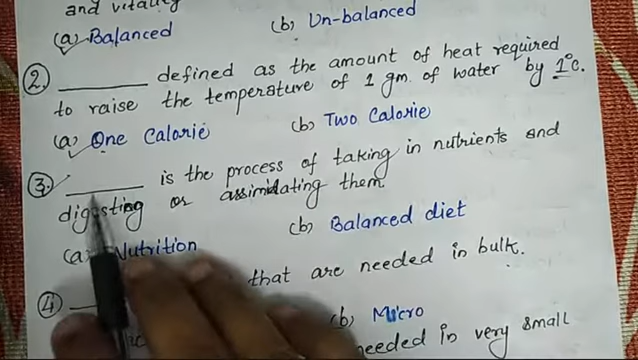 and vitality
(a) Balanced (b) Un-balanced
2. ______ defined as the amount of heat required
to raise the temperature of 1 gm of water by 1°c.
(a) One Calorie (b) Two Calorie
3. ______ is the process of taking in nutrients and
digesting or assimilating them.
(a) Nutrition (b) Balanced diet
4 that are needed in bulk.
(b) Micro
needed in very small